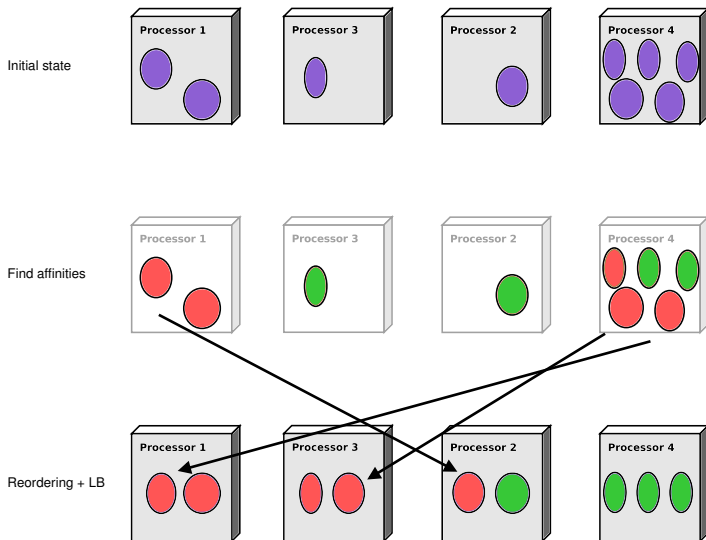 Processor 1
Processor 3
Processor 2
Processor 4
Initial state
Processor 1
Processor 3
Processor 2
Processor 4
Find affinities
Processor 1
Processor 3
Processor 2
Processor 4
Reordering + LB